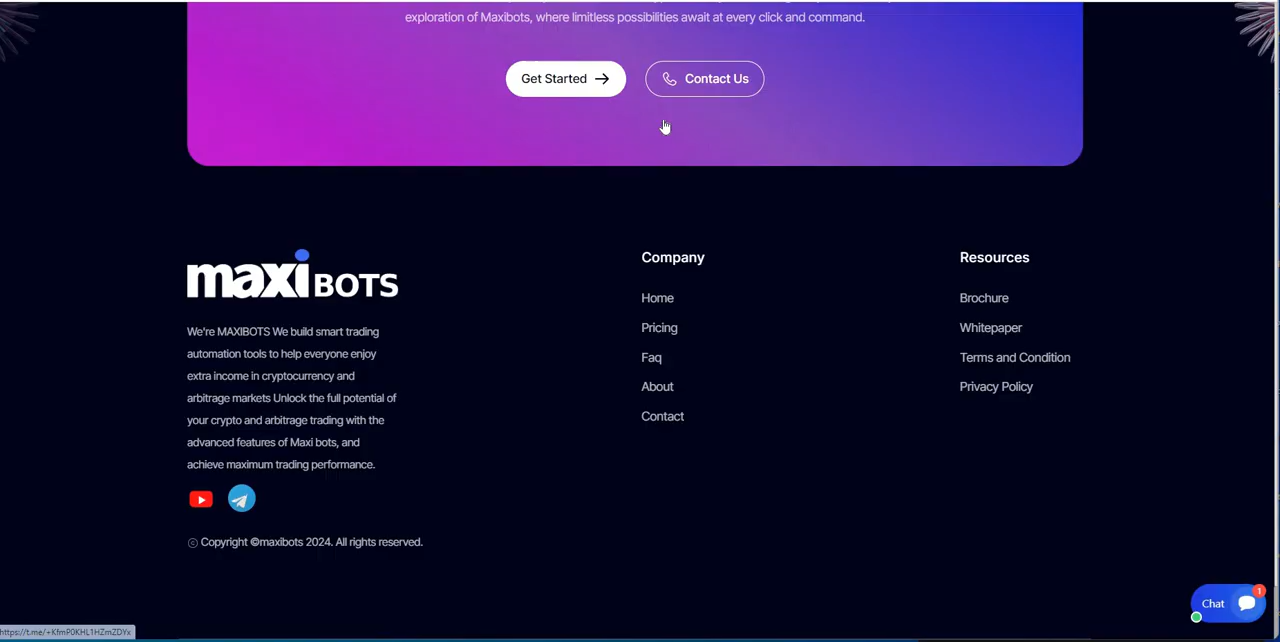 exploration of Maxibots, where limitless possibilities await at every click and command.
Get Started
Contact Us
maxi BOTS
We're MAXIBOTS We build smart trading
automation tools to help everyone enjoy
extra income in cryptocurrency and
arbitrage markets Unlock the full potential of
your crypto and arbitrage trading with the
advanced features of Maxi bots, and
achieve maximum trading performance.
© Copyright ©maxibots 2024. All rights reserved.
Company
Home
Pricing
Faq
About
Contact
Resources
Brochure
Whitepaper
Terms and Condition
Privacy Policy
Chat
1
https://t.me/+KfmP0KHL1HZmZDYx